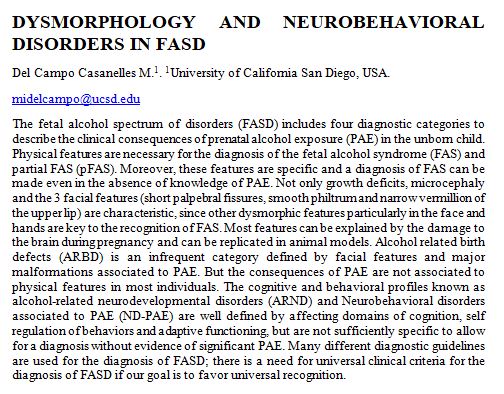 DYSMORPHOLOGY AND NEUROBEHAVIORAL
DISORDERS IN FASD
Del Campo Casanelles M.¹. ¹University of California San Diego, USA.
midelcampo@ucsd.edu
The fetal alcohol spectrum of disorders (FASD) includes four diagnostic categories to
describe the clinical consequences of prenatal alcohol exposure (PAE) in the unborn child.
Physical features are necessary for the diagnosis of the fetal alcohol syndrome (FAS) and
partial FAS (pFAS). Moreover, these features are specific and a diagnosis of FAS can be
made even in the absence of knowledge of PAE. Not only growth deficits, microcephaly
and the 3 facial features (short palpebral fissures, smooth philtrum and narrow vermillion of
the upper lip) are characteristic, since other dysmorphic features particularly in the face and
hands are key to the recognition of FAS. Most features can be explained by the damage to
the brain during pregnancy and can be replicated in animal models. Alcohol related birth
defects (ARBD) is an infrequent category defined by facial features and major
malformations associated to PAE. But the consequences of PAE are not associated to
physical features in most individuals. The cognitive and behavioral profiles known as
alcohol-related neurodevelopmental disorders (ARND) and Neurobehavioral disorders
associated to PAE (ND-PAE) are well defined by affecting domains of cognition, self
regulation of behaviors and adaptive functioning, but are not sufficiently specific to allow
for a diagnosis without evidence of significant PAE. Many different diagnostic guidelines
are used for the diagnosis of FASD; there is a need for universal clinical criteria for the
diagnosis of FASD if our goal is to favor universal recognition.